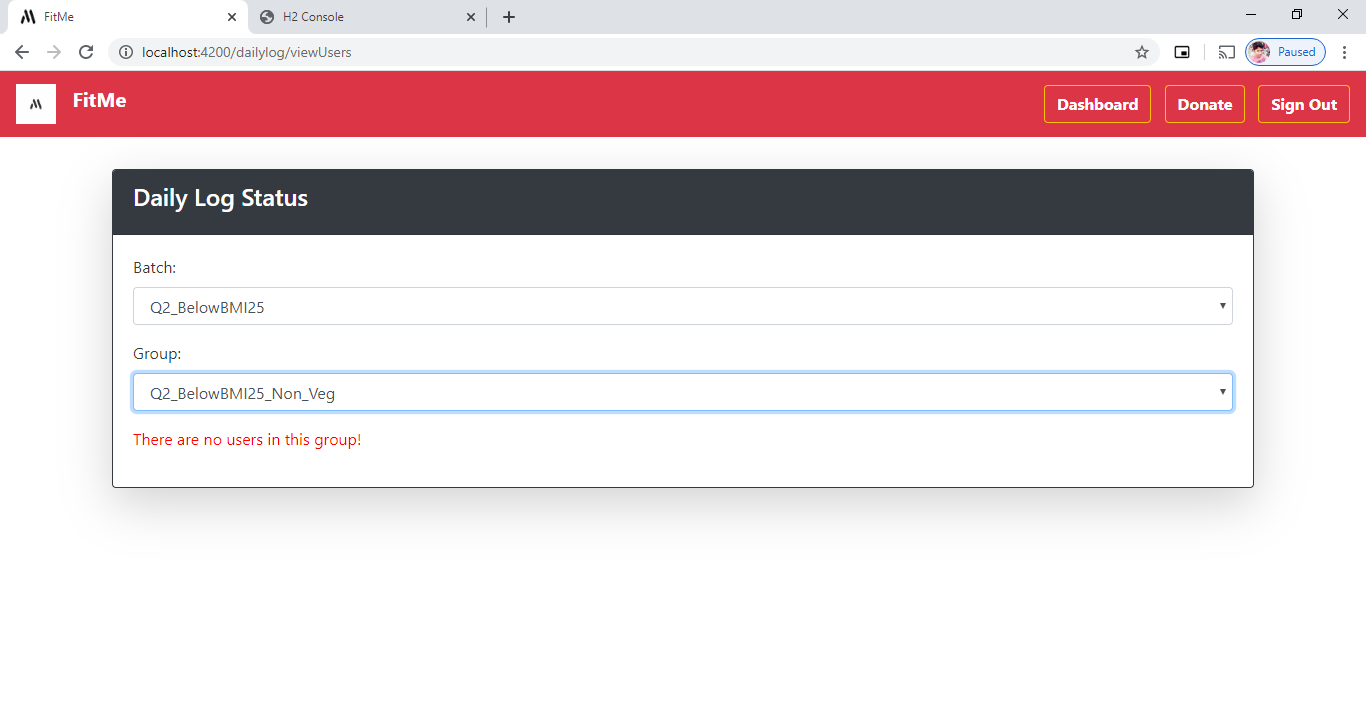 FitMe
H2 Console
localhost:4200/dailylog/viewUsers
Paused
FitMe
Dashboard
Donate
Sign Out
Daily Log Status
Batch:
Q2_BelowBMI25
Group:
Q2_BelowBMI25_Non_Veg
There are no users in this group!